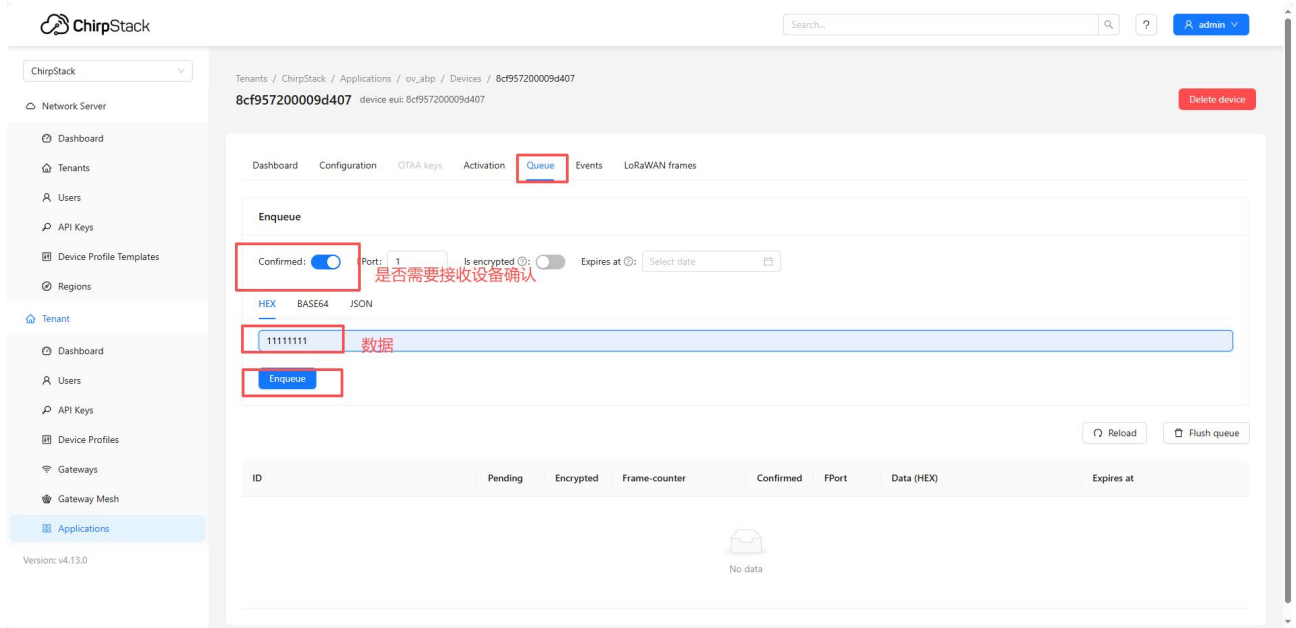 ChirpStack
Search...
?
admin
ChirpStack
Network Server
Dashboard
Tenants
Users
API Keys
Device Profile Templates
Regions
Tenant
Dashboard
Users
API Keys
Device Profiles
Gateways
Gateway Mesh
Applications
Version: v4.13.0
Tenants / ChirpStack / Applications / ov_abp / Devices / 8cf957200009d407
8cf957200009d407 device eui: 8cf957200009d407
Delete device
Dashboard Configuration OTAA keys Activation Queue Events LoRaWAN frames
Enqueue
Confirmed: Port: 1 Is encrypted ?: Expires at ?: Select date
是否需要接收设备确认
HEX BASE64 JSON
11111111
数据
Enqueue
Reload Flush queue
ID Pending Encrypted Frame-counter Confirmed FPort Data (HEX) Expires at
No data